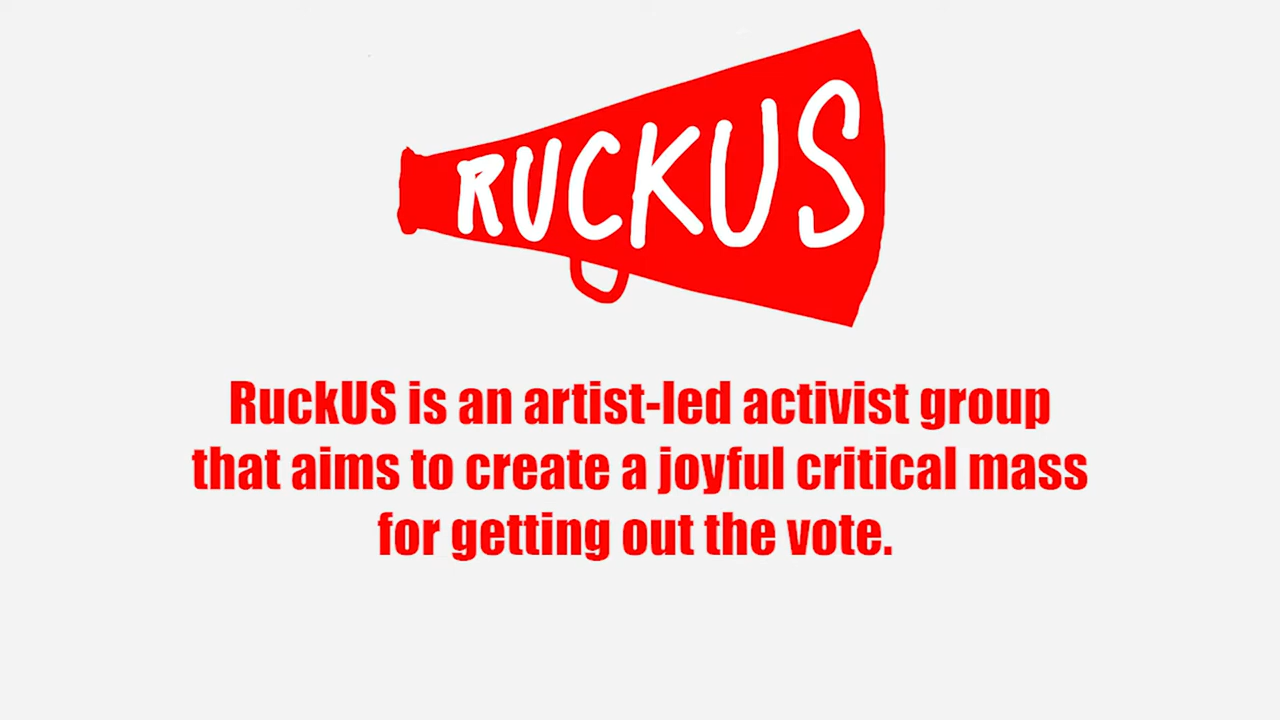 RUCKUS
RuckUS is an artist-led activist group
that aims to create a joyful critical mass
for getting out the vote.